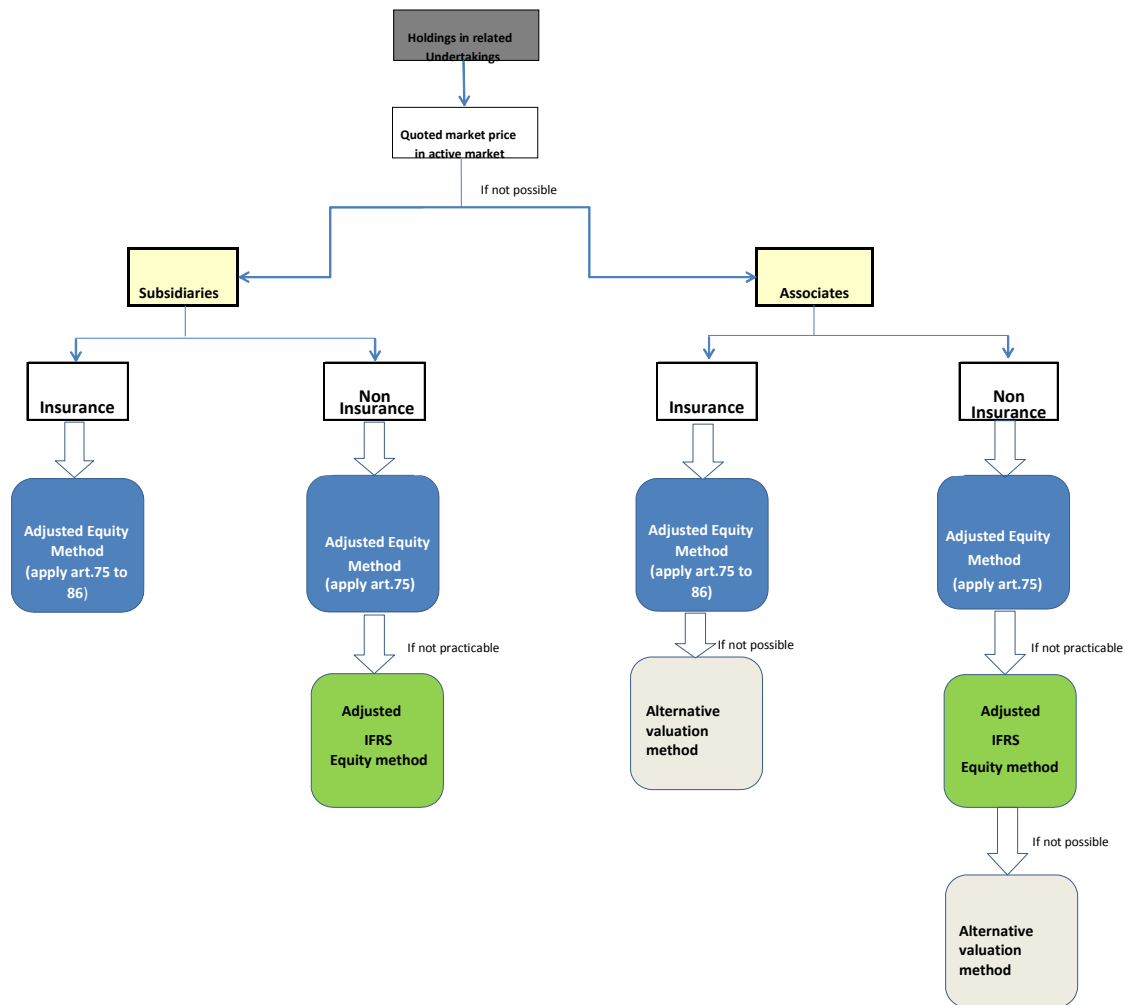 Holdings in related
Undertakings
Quoted market price
in active market
If not possible
Subsidiaries
Associates
Insurance
Non
Insurance
Insurance
Non
Insurance
Adjusted Equity
Method
(apply art.75 to
86)
Adjusted Equity
Method
(apply art.75)
Adjusted Equity
Method
(apply art.75 to
86)
Adjusted Equity
Method
(apply art.75)
If not practicable
If not possible
If not practicable
Adjusted
IFRS
Equity method
Alternative
valuation
method
Adjusted
IFRS
Equity method
If not possible
Alternative
valuation
method